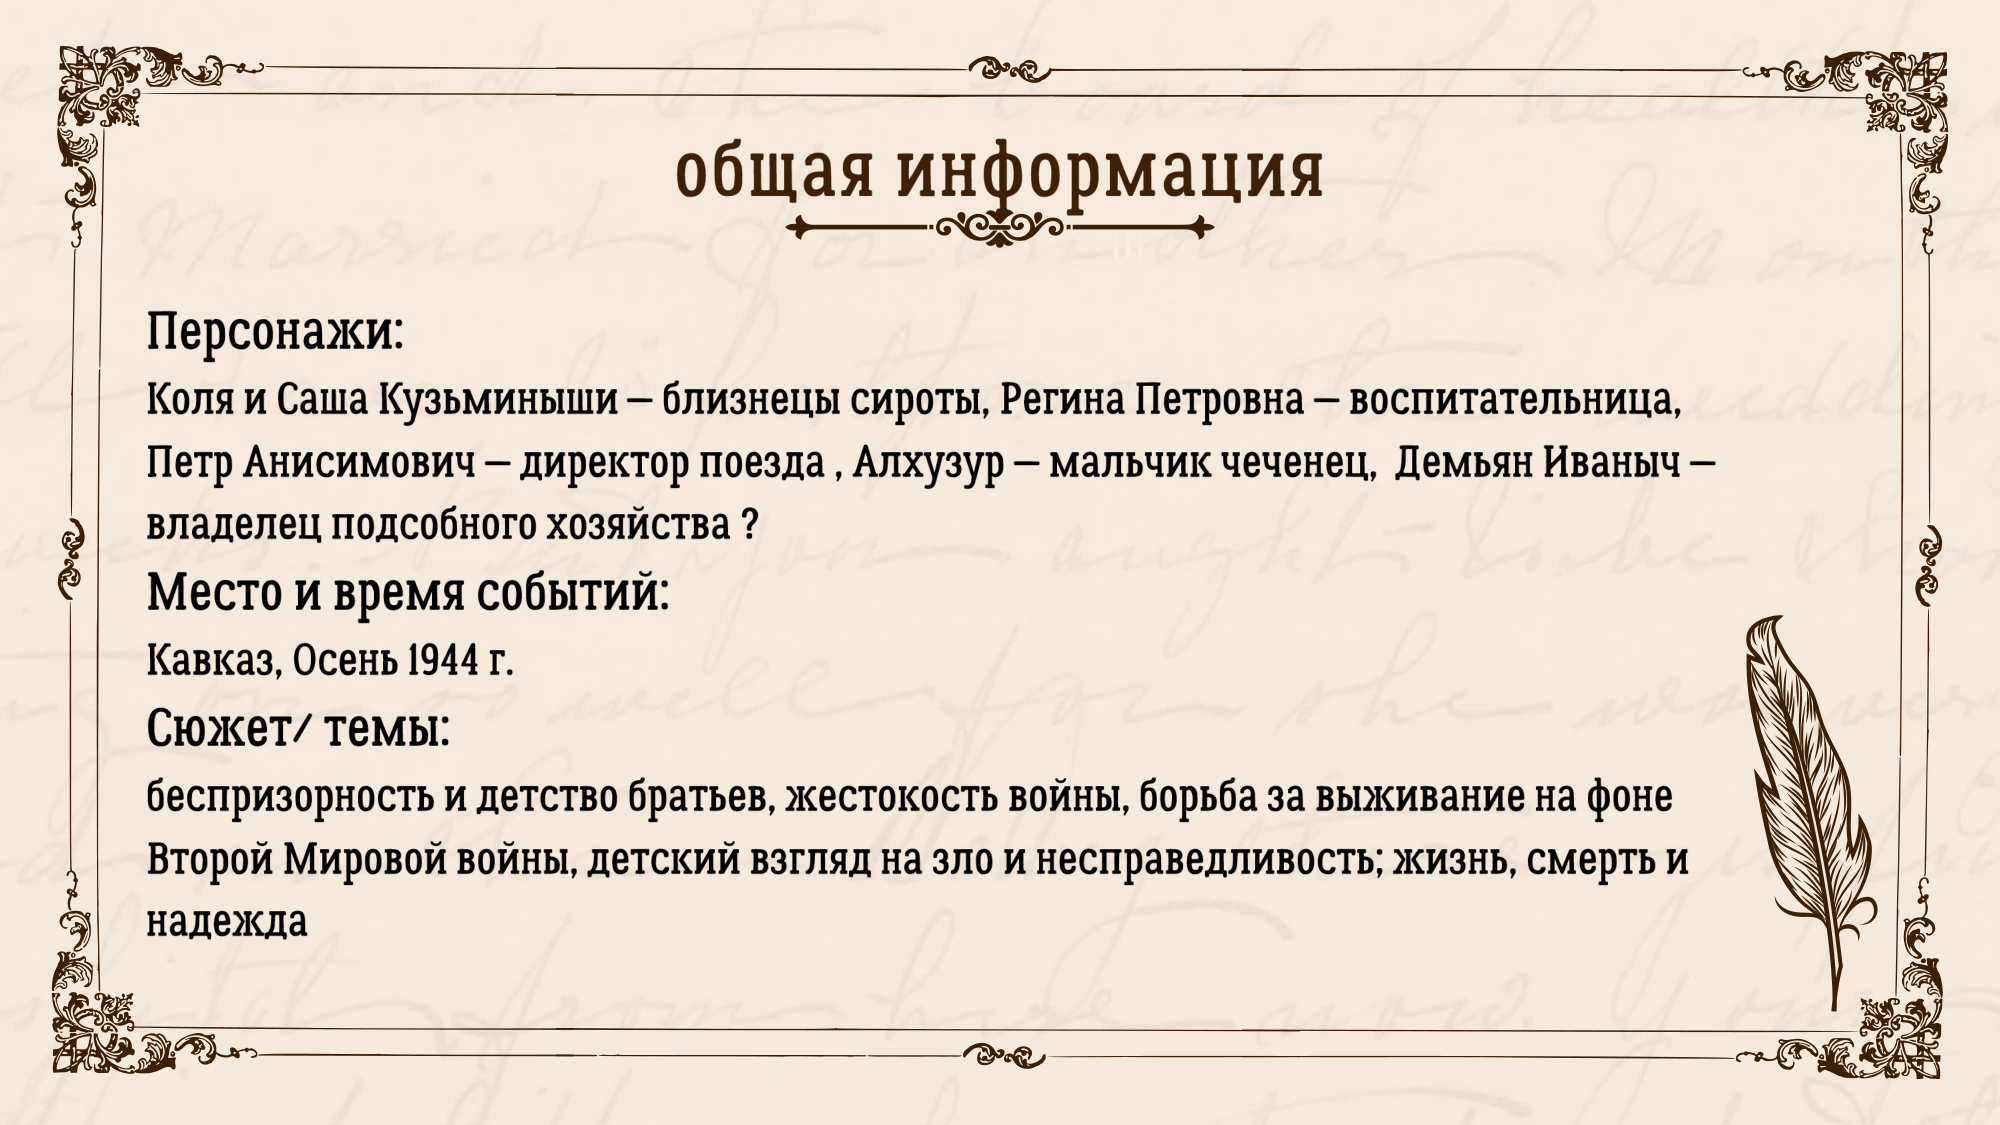 общая информация
Персонажи:
Коля и Саша Кузьминыши – близнецы сироты, Регина Петровна – воспитательница,
Петр Анисимович – директор поезда , Алхузур – мальчик чеченец,  Демьян Иваныч –
владелец подсобного хозяйства ?
Место и время событий:
Кавказ, Осень 1944 г.
Сюжет/ темы:
беспризорность и детство братьев, жестокость войны, борьба за выживание на фоне
Второй Мировой войны, детский взгляд на зло и несправедливость; жизнь, смерть и
надежда